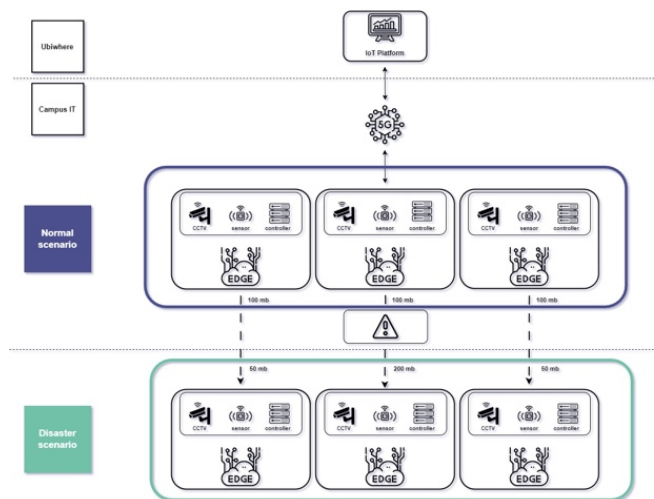 Ubiwhere
IoT Platform
Campus IT
5G
Normal
scenario
CCTV sensor controller
CCTV sensor controller
CCTV sensor controller
EDGE
EDGE
EDGE
100 mb
100 mb
100 mb
50 mb
200 mb
50 mb
Disaster
scenario
CCTV sensor controller
CCTV sensor controller
CCTV sensor controller
EDGE
EDGE
EDGE